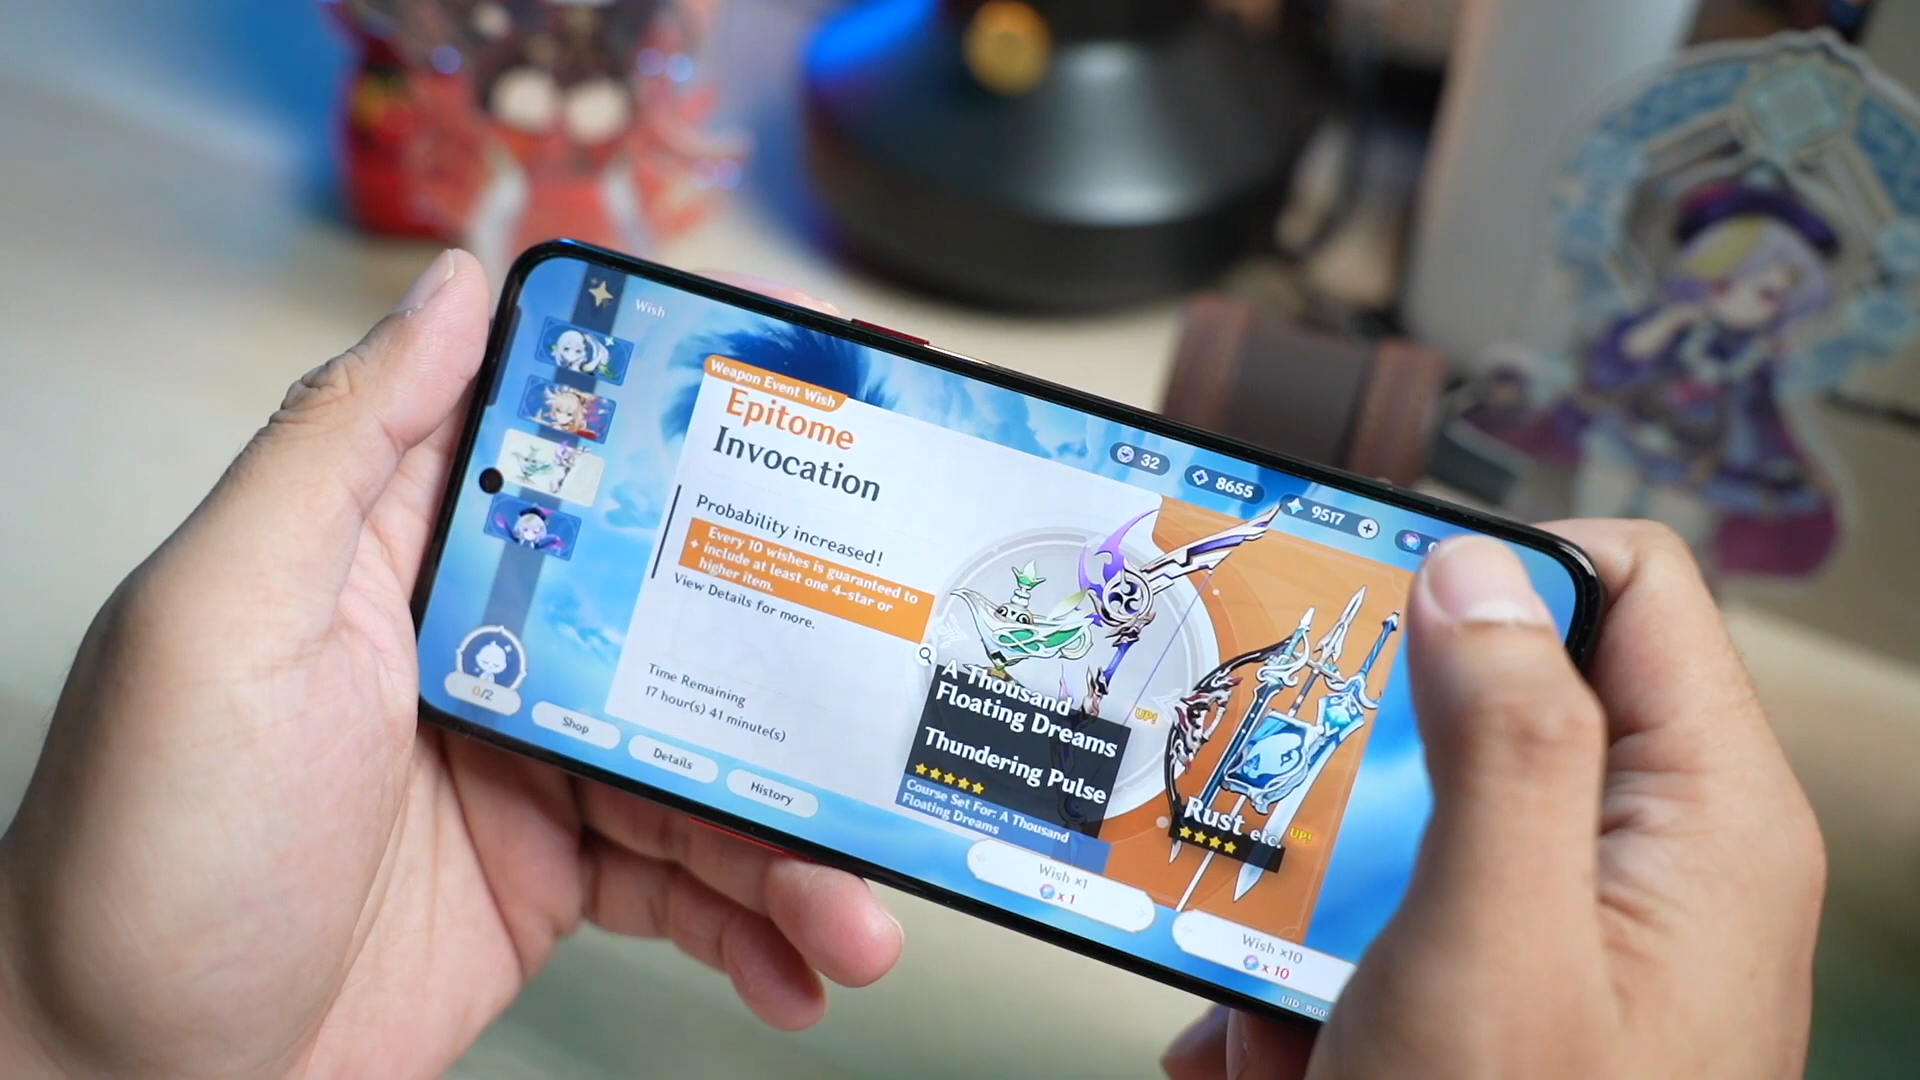 Wish
32
8655
9517
Weapon Event Wish
Epitome
Invocation
Probability increased!
Every 10 wishes is guaranteed to
include at least one 4-star or
higher item.
View Details for more.
Time Remaining
17 hour(s) 41 minute(s)
A Thousand
Floating Dreams
Thundering Pulse
UP!
Course Set For: A Thousand
Floating Dreams
Rust etc.
UP!
0/2
Shop
Details
History
Wish ×1
x 1
Wish ×10
x 10
UID: 800